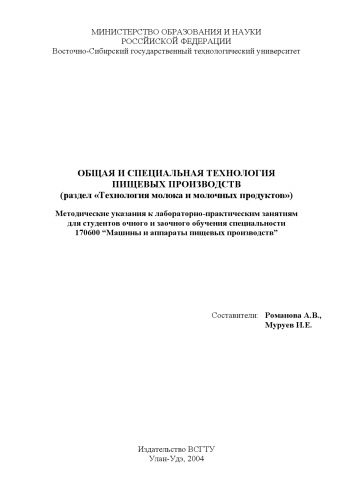 МИНИСТЕРСТВО ОБРАЗОВАНИЯ И НАУКИ
РОССЙИСКОЙ ФЕДЕРАЦИИ
Восточно-Сибирский государственный технологический университет
ОБЩАЯ И СПЕЦИАЛЬНАЯ ТЕХНОЛОГИЯ
ПИЩЕВЫХ ПРОИЗВОДСТВ
(раздел «Технология молока и молочных продуктов»)
Методические указания к лабораторно-практическим занятиям
для студентов очного и заочного обучения специальности
170600 “Машины и аппараты пищевых производств”
Составители: Романова А.В.,
Муруев И.Е.
Издательство ВСГТУ
Улан-Удэ, 2004